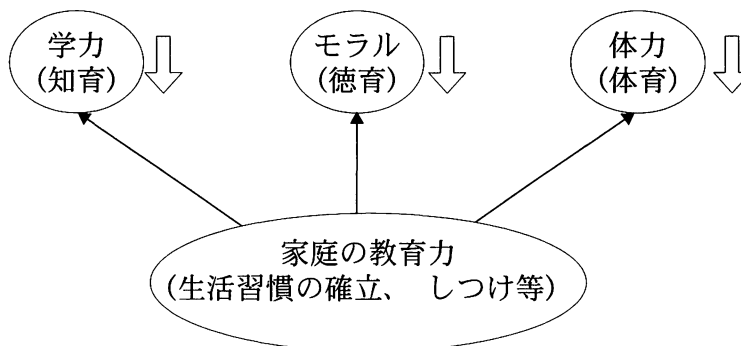 学力
(知育)
モラル
(徳育)
体力
(体育)
家庭の教育力
(生活習慣の確立、 しつけ等)